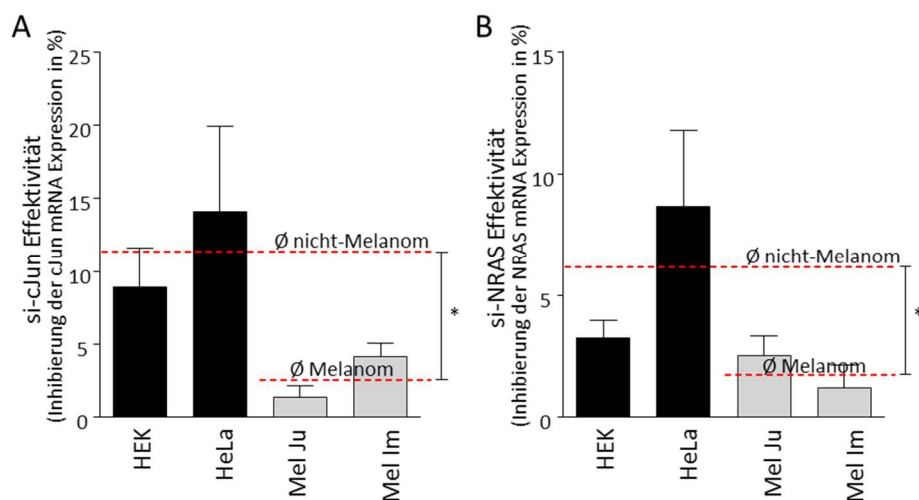 A
si-cJun Effektivität
(Inhibierung der cJun mRNA Expression in %)
25
20
15
10
5
0
Ø nicht-Melanom
Ø Melanom
*
HEK
HeLa
Mel Ju
Mel Im
B
si-NRAS Effektivität
(Inhibierung der NRAS mRNA Expression in %)
15
10
5
0
Ø nicht-Melanom
Ø Melanom
*
HEK
HeLa
Mel Ju
Mel Im